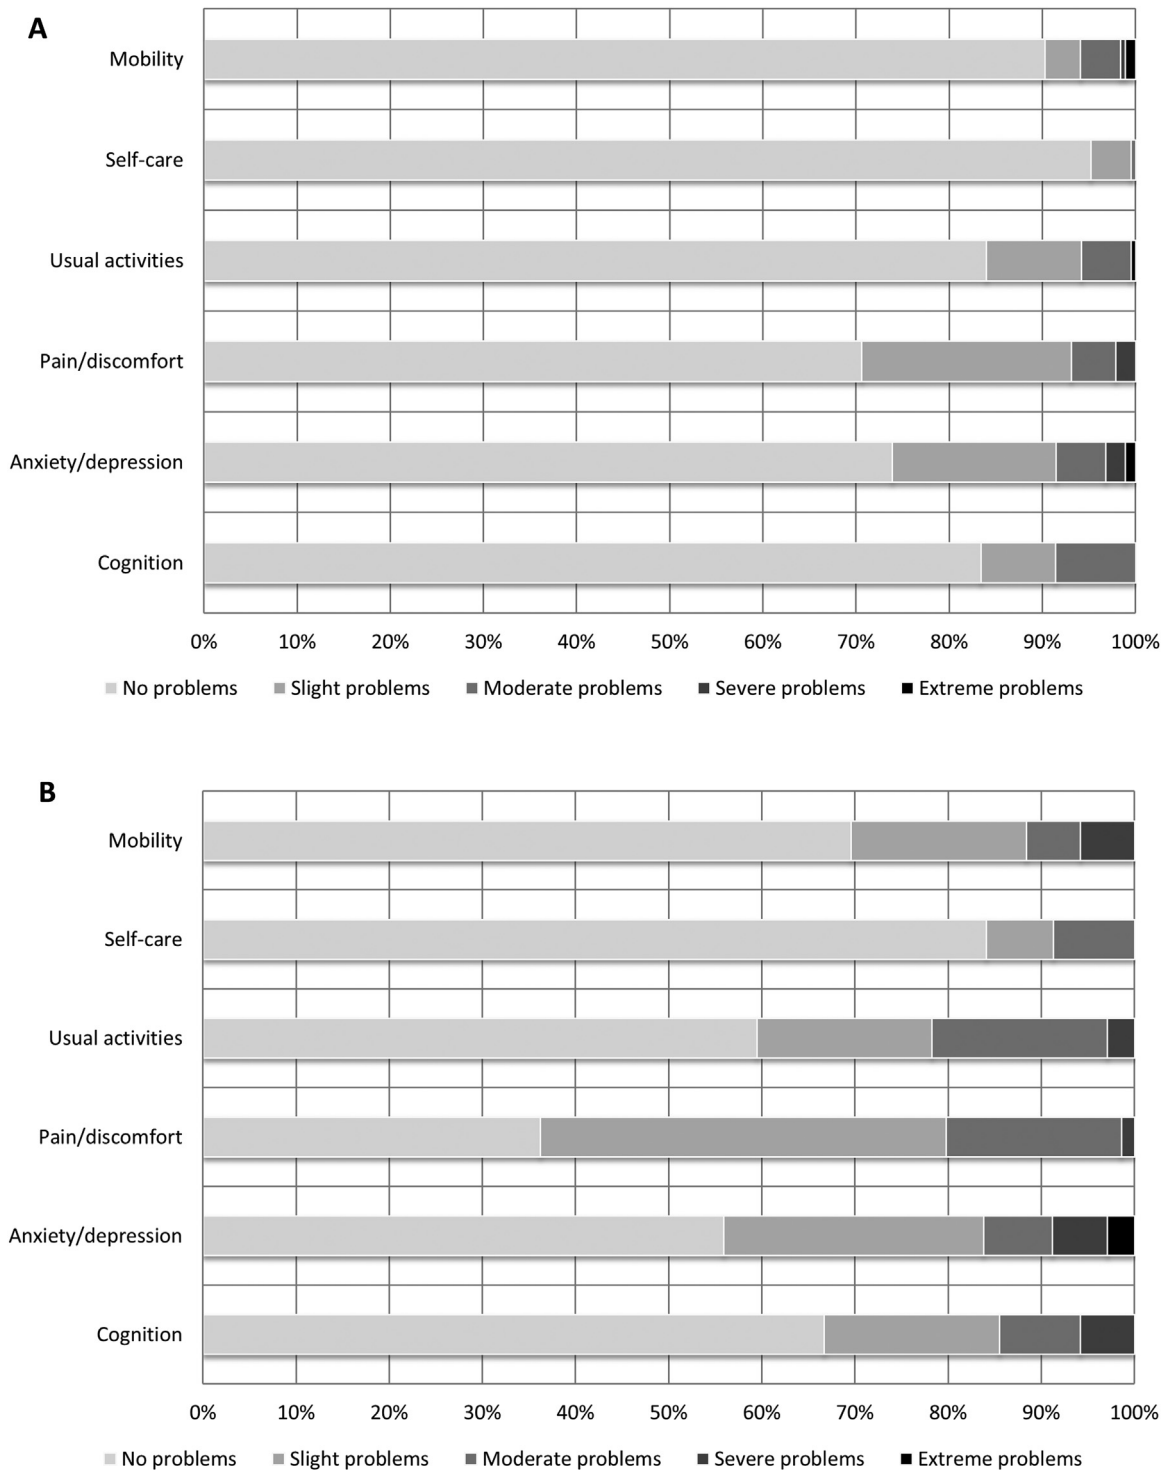 A
Mobility
Self-care
Usual activities
Pain/discomfort
Anxiety/depression
Cognition
0% 10% 20% 30% 40% 50% 60% 70% 80% 90% 100%
No problems Slight problems Moderate problems Severe problems Extreme problems
B
Mobility
Self-care
Usual activities
Pain/discomfort
Anxiety/depression
Cognition
0% 10% 20% 30% 40% 50% 60% 70% 80% 90% 100%
No problems Slight problems Moderate problems Severe problems Extreme problems